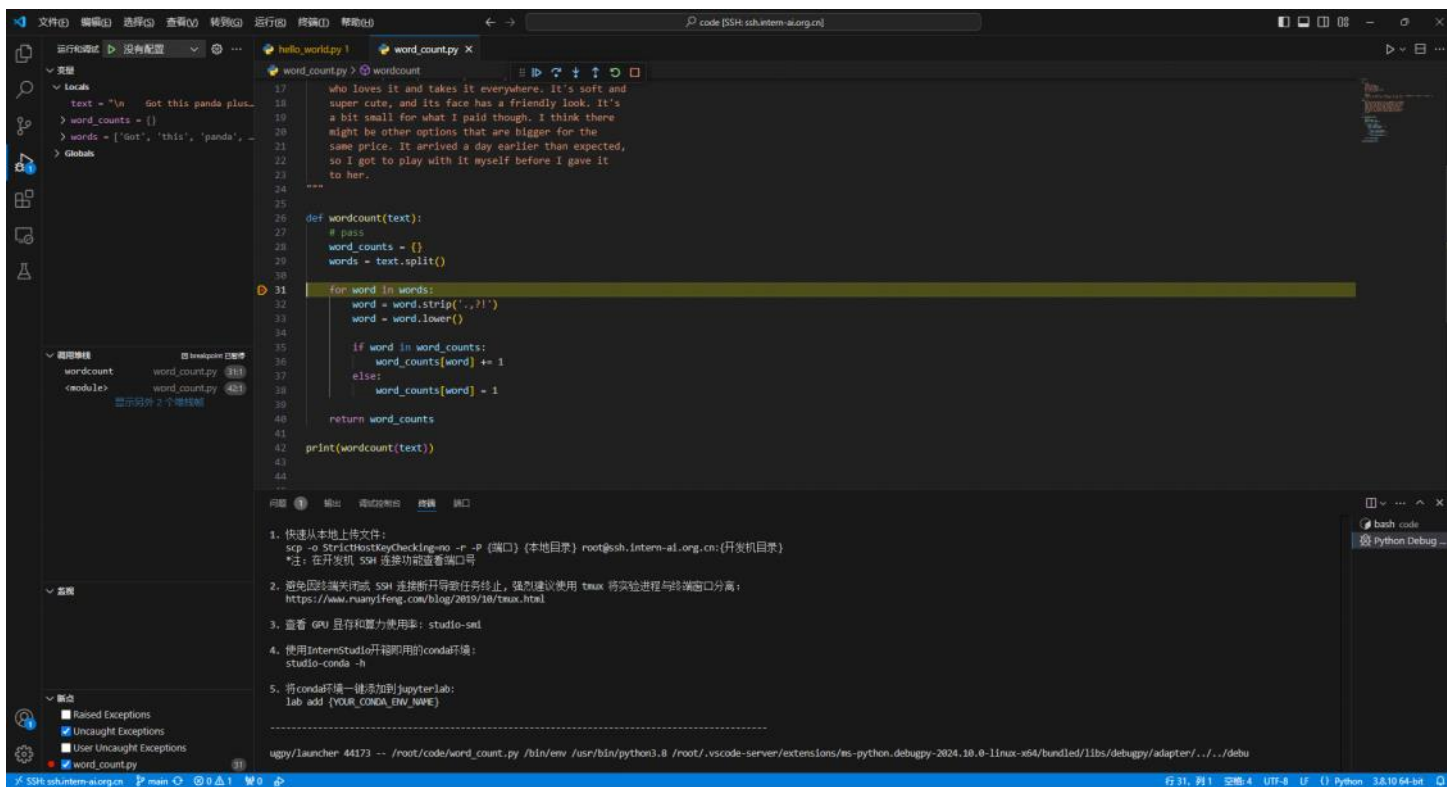 文件(F) 编辑(E) 选择(S) 查看(V) 转到(G) 运行(R) 终端(T) 帮助(H)
code [SSH: ssh.intern-ai.org.cn]
运行和调试 没有配置
hello_world.py 1
word_count.py
word_count.py > wordcount
变量
Locals
text = "\n Got this panda plus…
word_counts = {}
words = ['Got', 'this', 'panda', …
Globals
17 who loves it and takes it everywhere. It's soft and
18 super cute, and its face has a friendly look. It's
19 a bit small for what I paid though. I think there
20 might be other options that are bigger for the
21 same price. It arrived a day earlier than expected,
22 so I got to play with it myself before I gave it
23 to her.
24 """
25
26 def wordcount(text):
27 # pass
28 word_counts = {}
29 words = text.split()
30
31 for word in words:
32 word = word.strip('.,?!')
33 word = word.lower()
34
35 if word in word_counts:
36 word_counts[word] += 1
37 else:
38 word_counts[word] = 1
39
40 return word_counts
41
42 print(wordcount(text))
43
44
调用堆栈
因 breakpoint 已暂停
wordcount word_count.py 31:1
<module> word_count.py 42:1
显示另外 2 个堆栈帧
监视
断点
Raised Exceptions
Uncaught Exceptions
User Uncaught Exceptions
word_count.py 31
问题 1 输出 调试控制台 终端 端口
1. 快速从本地上传文件:
scp -o StrictHostKeyChecking=no -r -P {端口} {本地目录} root@ssh.intern-ai.org.cn:{开发机目录}
*注: 在开发机 SSH 连接功能查看端口号
2. 避免因终端关闭或 SSH 连接断开导致任务终止, 强烈建议使用 tmux 将实验进程与终端窗口分离:
https://www.ruanyifeng.com/blog/2019/10/tmux.html
3. 查看 GPU 显存和算力使用率: studio-smi
4. 使用InternStudio开箱即用的conda环境:
studio-conda -h
5. 将conda环境一键添加到jupyterlab:
lab add {YOUR_CONDA_ENV_NAME}
ugpy/launcher 44173 -- /root/code/word_count.py /bin/env /usr/bin/python3.8 /root/.vscode-server/extensions/ms-python.debugpy-2024.10.0-linux-x64/bundled/libs/debugpy/adapter/../../debu
bash code
Python Debug …
SSH: ssh.intern-ai.org.cn main 0 1 0
行 31, 列 1 空格: 4 UTF-8 LF Python 3.8.10 64-bit